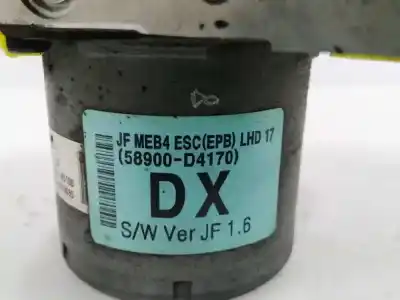 JF MEB4 ESC(EPB) LHD 17
(58900-D4170)
DX
S/W Ver JF 1.6